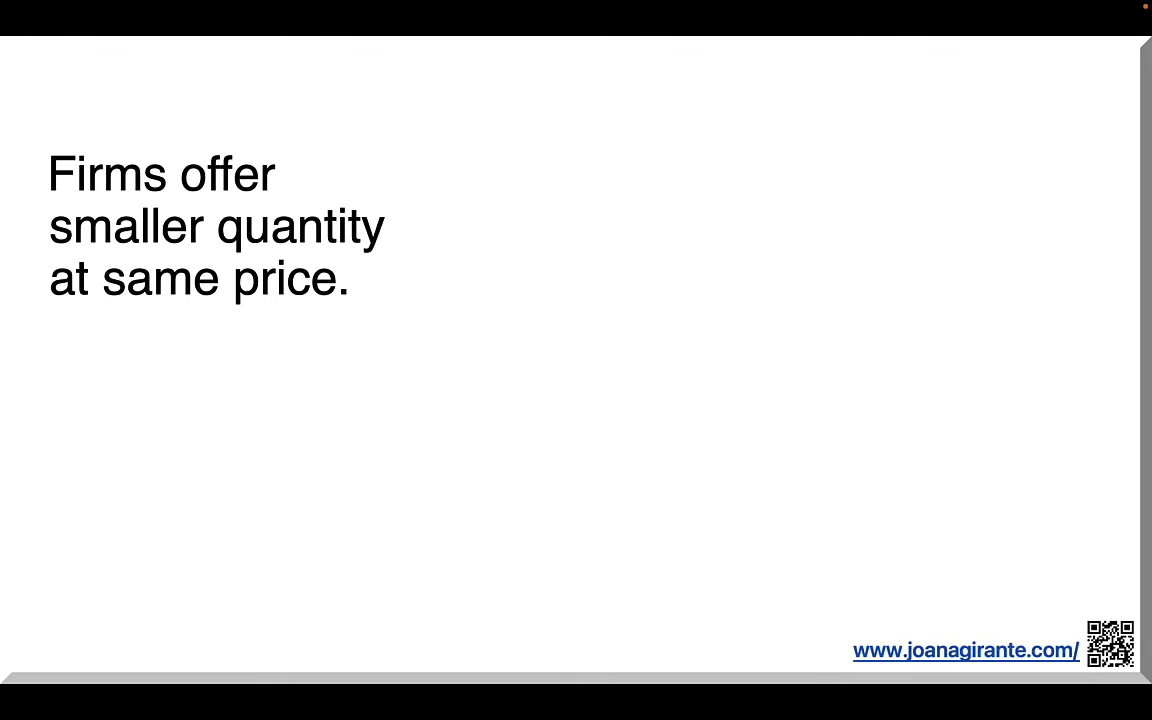 Firms offer
smaller quantity
at same price.
www.joanagirante.com/